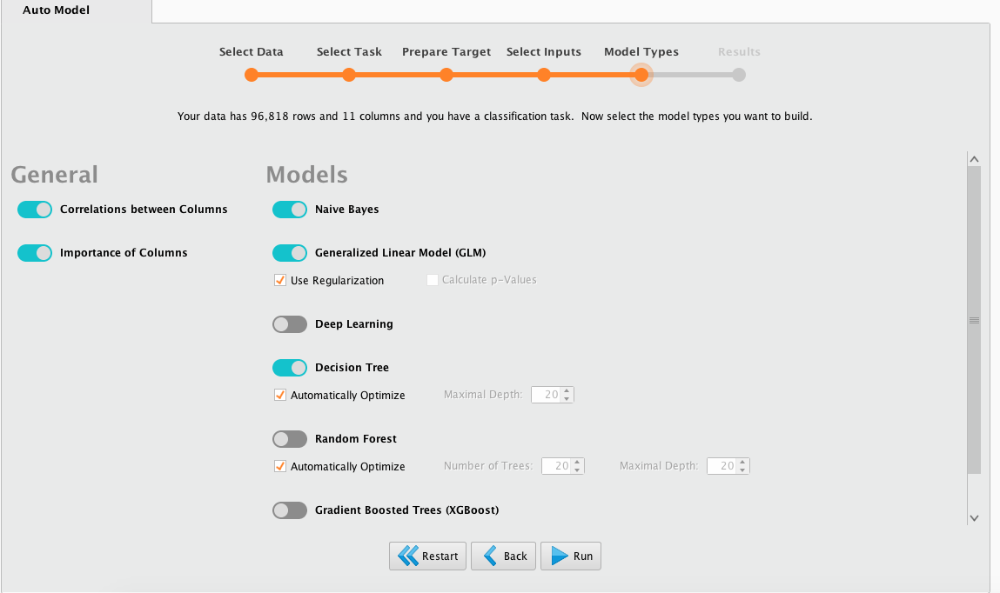 Auto Model
Select Data Select Task Prepare Target Select Inputs Model Types Results
Your data has 96,818 rows and 11 columns and you have a classification task.  Now select the model types you want to build.
General
Correlations between Columns
Importance of Columns
Models
Naive Bayes
Generalized Linear Model (GLM)
Use Regularization Calculate p-Values
Deep Learning
Decision Tree
Automatically Optimize Maximal Depth: 20
Random Forest
Automatically Optimize Number of Trees: 20 Maximal Depth: 20
Gradient Boosted Trees (XGBoost)
Restart Back Run